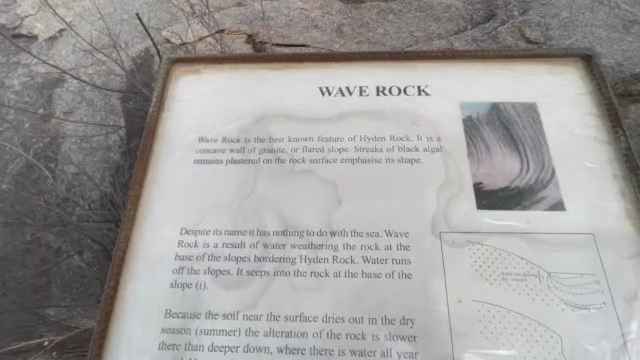 WAVE ROCK
Wave Rock is the best known feature of Hyden Rock. It is a
concave wall of granite, or flared slope. Streaks of black algal
remains plastered on the rock surface emphasise its shape.
Despite its name it has nothing to do with the sea. Wave
Rock is a result of water weathering the rock at the
base of the slopes bordering Hyden Rock. Water runs
off the slopes. It seeps into the rock at the base of the
slope (i).
Because the soil near the surface dries out in the dry
season (summer) the alteration of the rock is slower
there than deeper down, where there is water all year